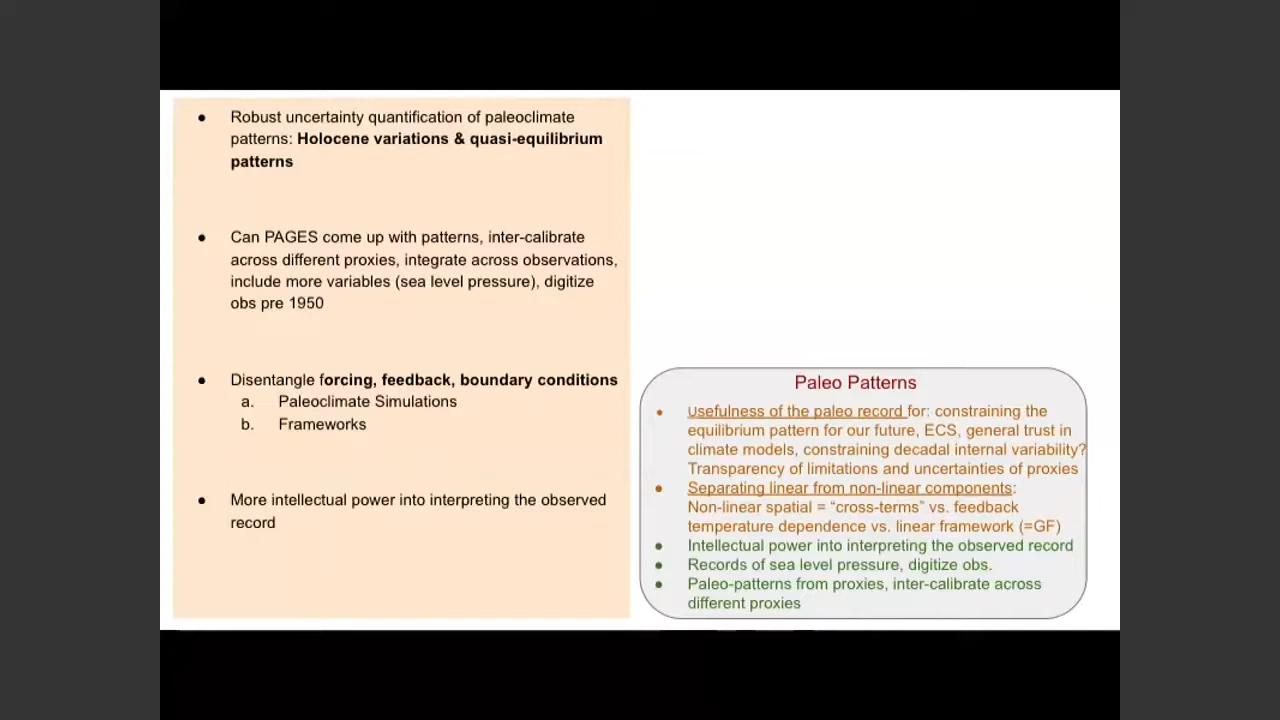 ● Robust uncertainty quantification of paleoclimate
patterns: Holocene variations & quasi-equilibrium
patterns
● Can PAGES come up with patterns, inter-calibrate
across different proxies, integrate across observations,
include more variables (sea level pressure), digitize
obs pre 1950
● Disentangle forcing, feedback, boundary conditions
a. Paleoclimate Simulations
b. Frameworks
● More intellectual power into interpreting the observed
record
Paleo Patterns
● Usefulness of the paleo record for: constraining the
equilibrium pattern for our future, ECS, general trust in
climate models, constraining decadal internal variability?
Transparency of limitations and uncertainties of proxies
● Separating linear from non-linear components:
Non-linear spatial = “cross-terms” vs. feedback
temperature dependence vs. linear framework (=GF)
● Intellectual power into interpreting the observed record
● Records of sea level pressure, digitize obs.
● Paleo-patterns from proxies, inter-calibrate across
different proxies